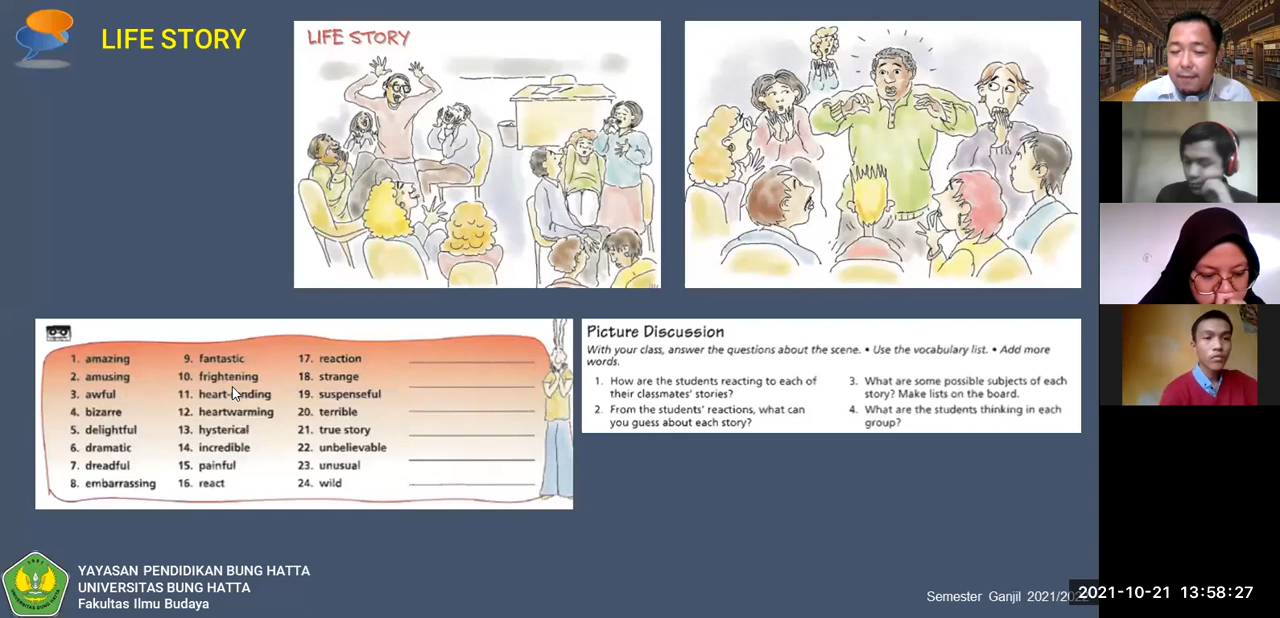 LIFE STORY
LIFE STORY
1. amazing
2. amusing
3. awful
4. bizarre
5. delightful
6. dramatic
7. dreadful
8. embarrassing
9. fantastic
10. frightening
11.
12. heartwarming
13. hysterical
14. incredible
15. painful
16. react
17. reaction
18. strange
19. suspenseful
20. terrible
21. true story
22. unbelievable
23. unusual
24. wild
Picture Discussion
With your class, answer the questions about the scene. • Use the vocabulary list. • Add more
words.
1. How are the students reacting to each of
their classmates' stories?
2. From the students' reactions, what can
you guess about each story?
3. What are some possible subjects of each
story? Make lists on the board.
4. What are the students thinking in each
group?
YAYASAN PENDIDIKAN BUNG HATTA
UNIVERSITAS BUNG HATTA
Fakultas Ilmu Budaya
Semester Ganjil
2021-10-21 13:58:27